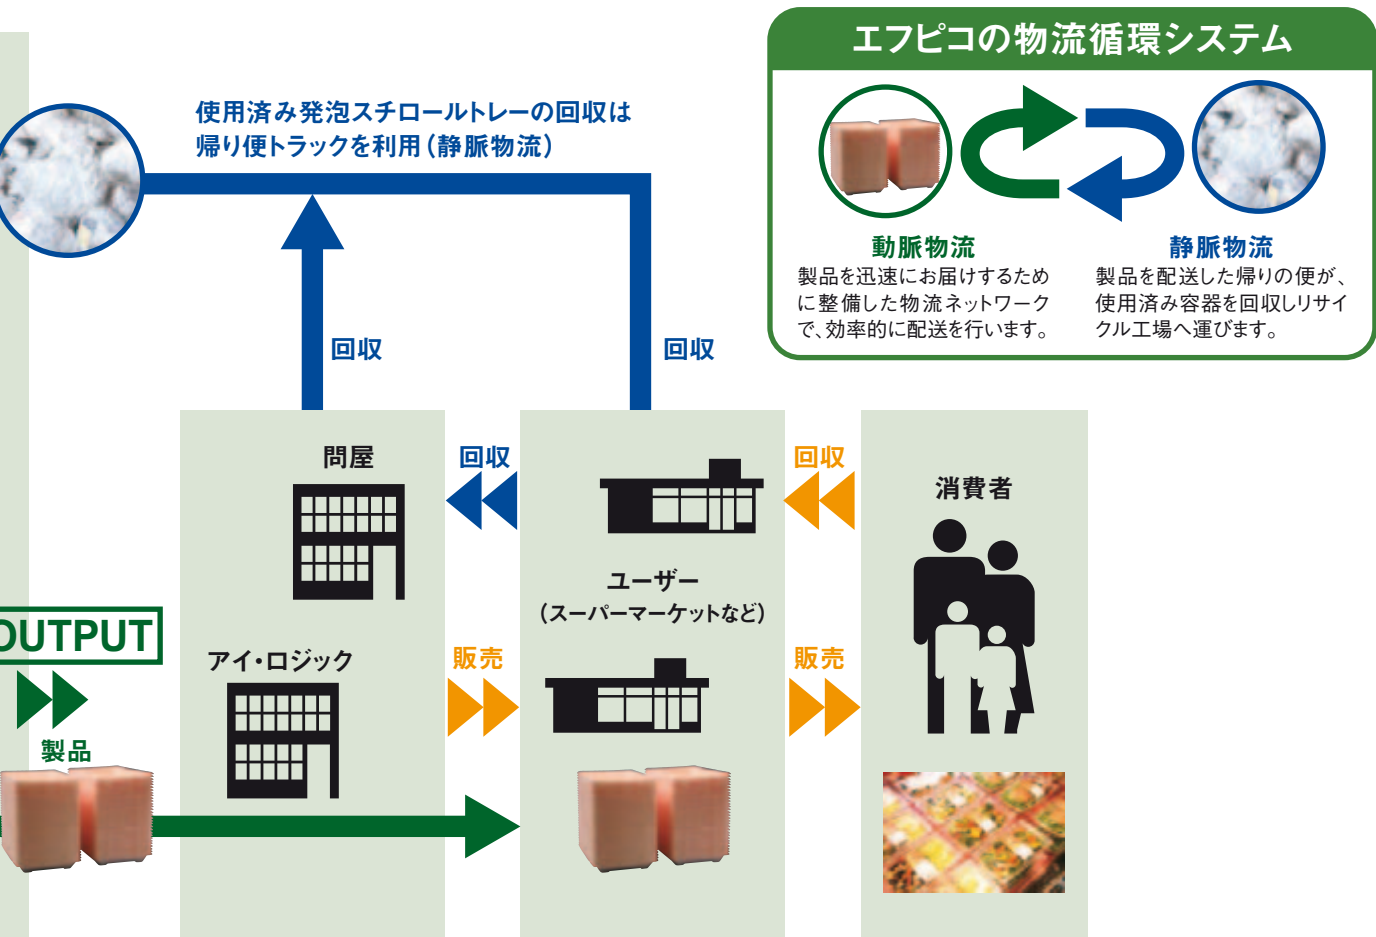 エフピコの物流循環システム
動脈物流
製品を迅速にお届けするため
に整備した物流ネットワーク
で、効率的に配送を行います。
静脈物流
製品を配送した帰りの便が、
使用済み容器を回収しリサイ
クル工場へ運びます。
使用済み発泡スチロールトレーの回収は
帰り便トラックを利用(静脈物流)
回収
回収
問屋
回収
回収
消費者
ユーザー
(スーパーマーケットなど)
OUTPUT
アイ・ロジック
販売
販売
製品